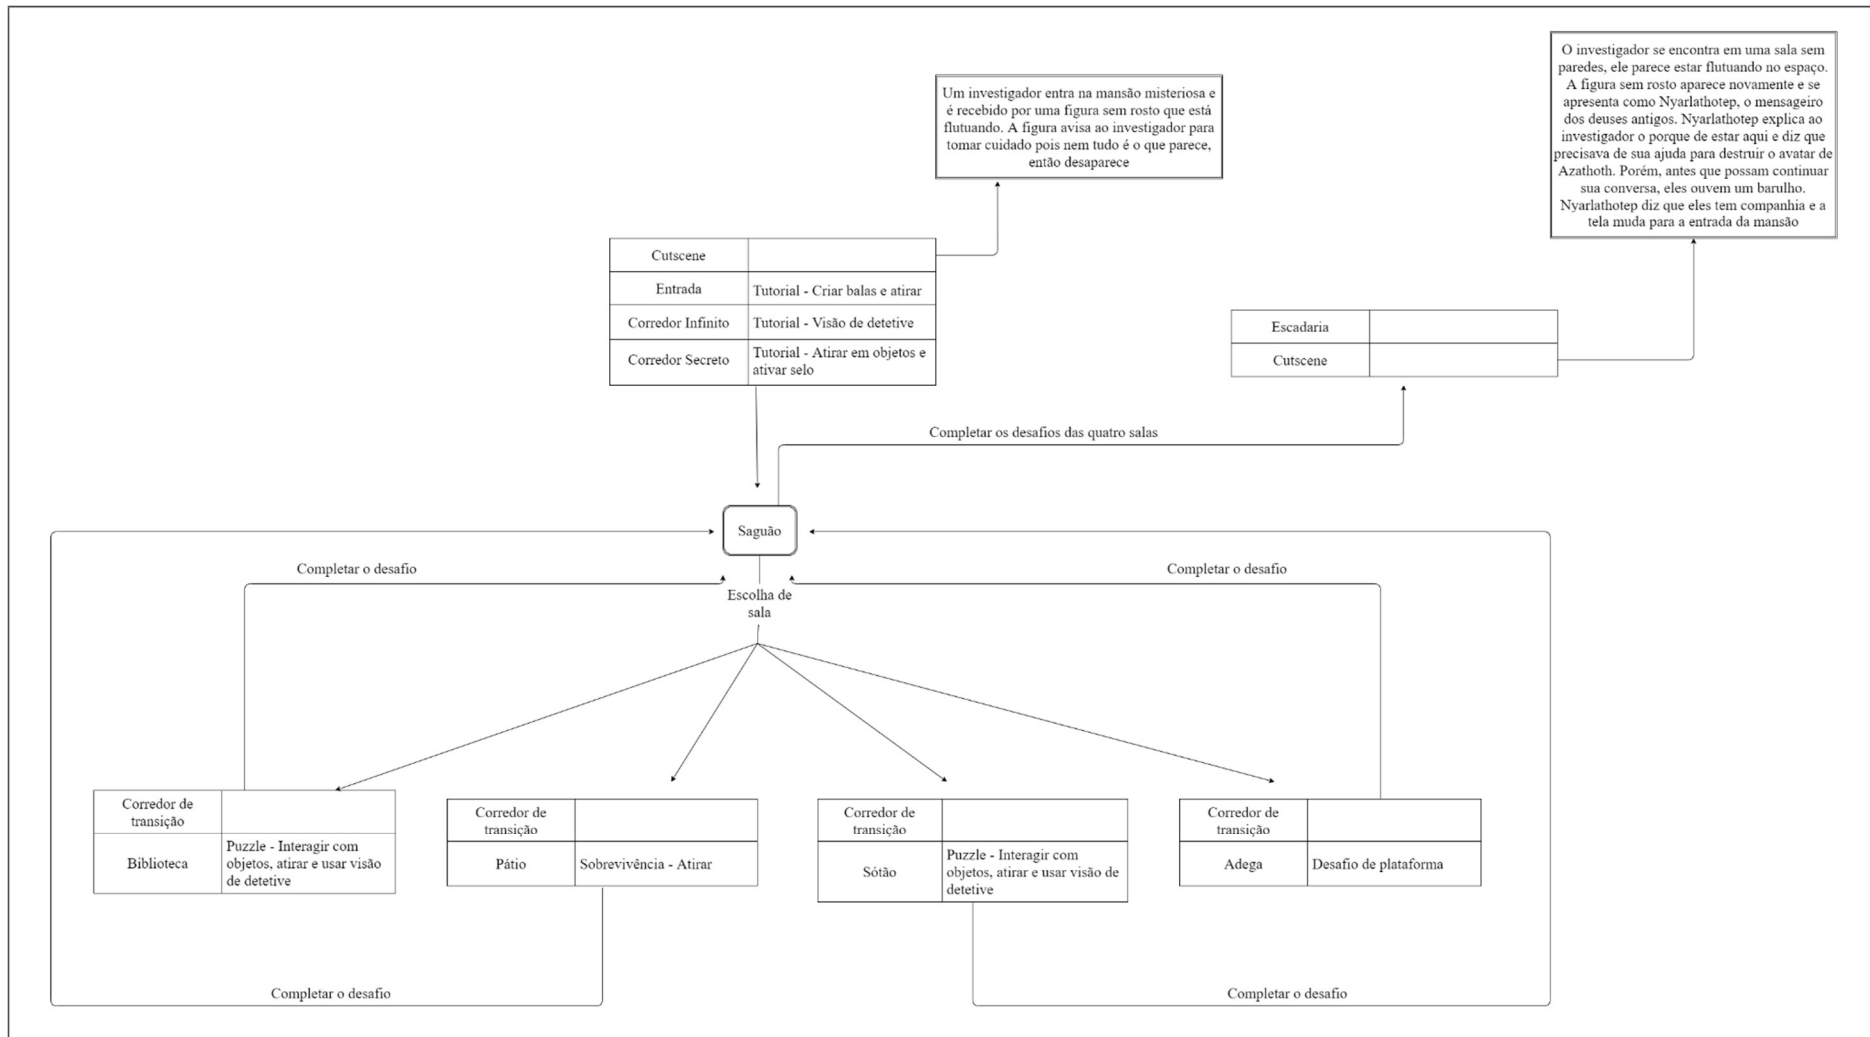 O investigador se encontra em uma sala sem
paredes, ele parece estar flutuando no espaço.
A figura sem rosto aparece novamente e se
apresenta como Nyarlathotep, o mensageiro
dos deuses antigos. Nyarlathotep explica ao
investigador o porque de estar aqui e diz que
precisava de sua ajuda para destruir o avatar de
Azathoth. Porém, antes que possam continuar
sua conversa, eles ouvem um barulho.
Nyarlathotep diz que eles tem companhia e a
tela muda para a entrada da mansão
Um investigador entra na mansão misteriosa e
é recebido por uma figura sem rosto que está
flutuando. A figura avisa ao investigador para
tomar cuidado pois nem tudo é o que parece,
então desaparece
Cutscene
Entrada
Tutorial - Criar balas e atirar
Corredor Infinito
Tutorial - Visão de detetive
Corredor Secreto
Tutorial - Atirar em objetos e
ativar selo
Escadaria
Cutscene
Completar os desafios das quatro salas
Saguão
Completar o desafio
Completar o desafio
Escolha de
sala
Corredor de
transição
Biblioteca
Puzzle - Interagir com
objetos, atirar e usar visão
de detetive
Corredor de
transição
Pátio
Sobrevivência - Atirar
Corredor de
transição
Sótão
Puzzle - Interagir com
objetos, atirar e usar visão de
detetive
Corredor de
transição
Adega
Desafio de plataforma
Completar o desafio
Completar o desafio